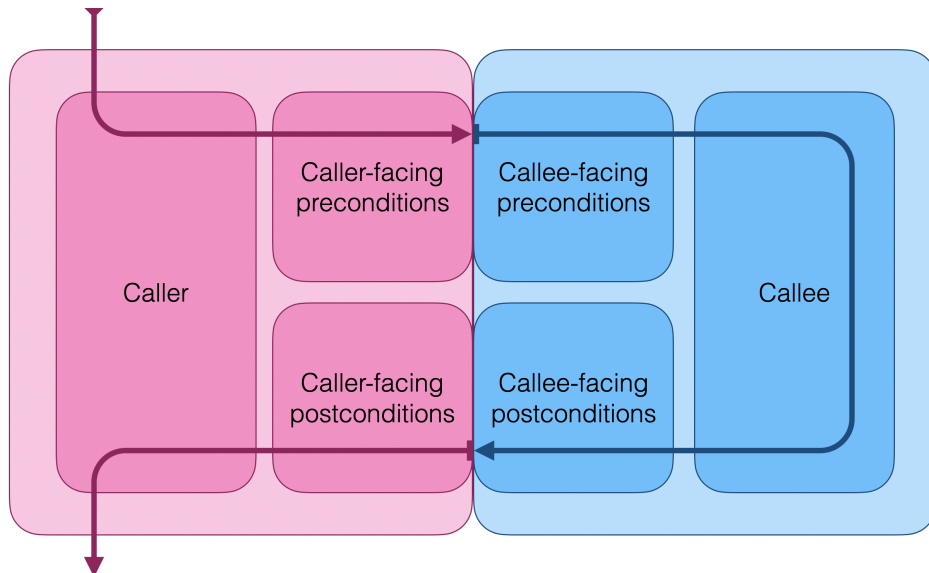 Caller-facing
preconditions
Callee-facing
preconditions
Caller
Callee
Caller-facing
postconditions
Callee-facing
postconditions